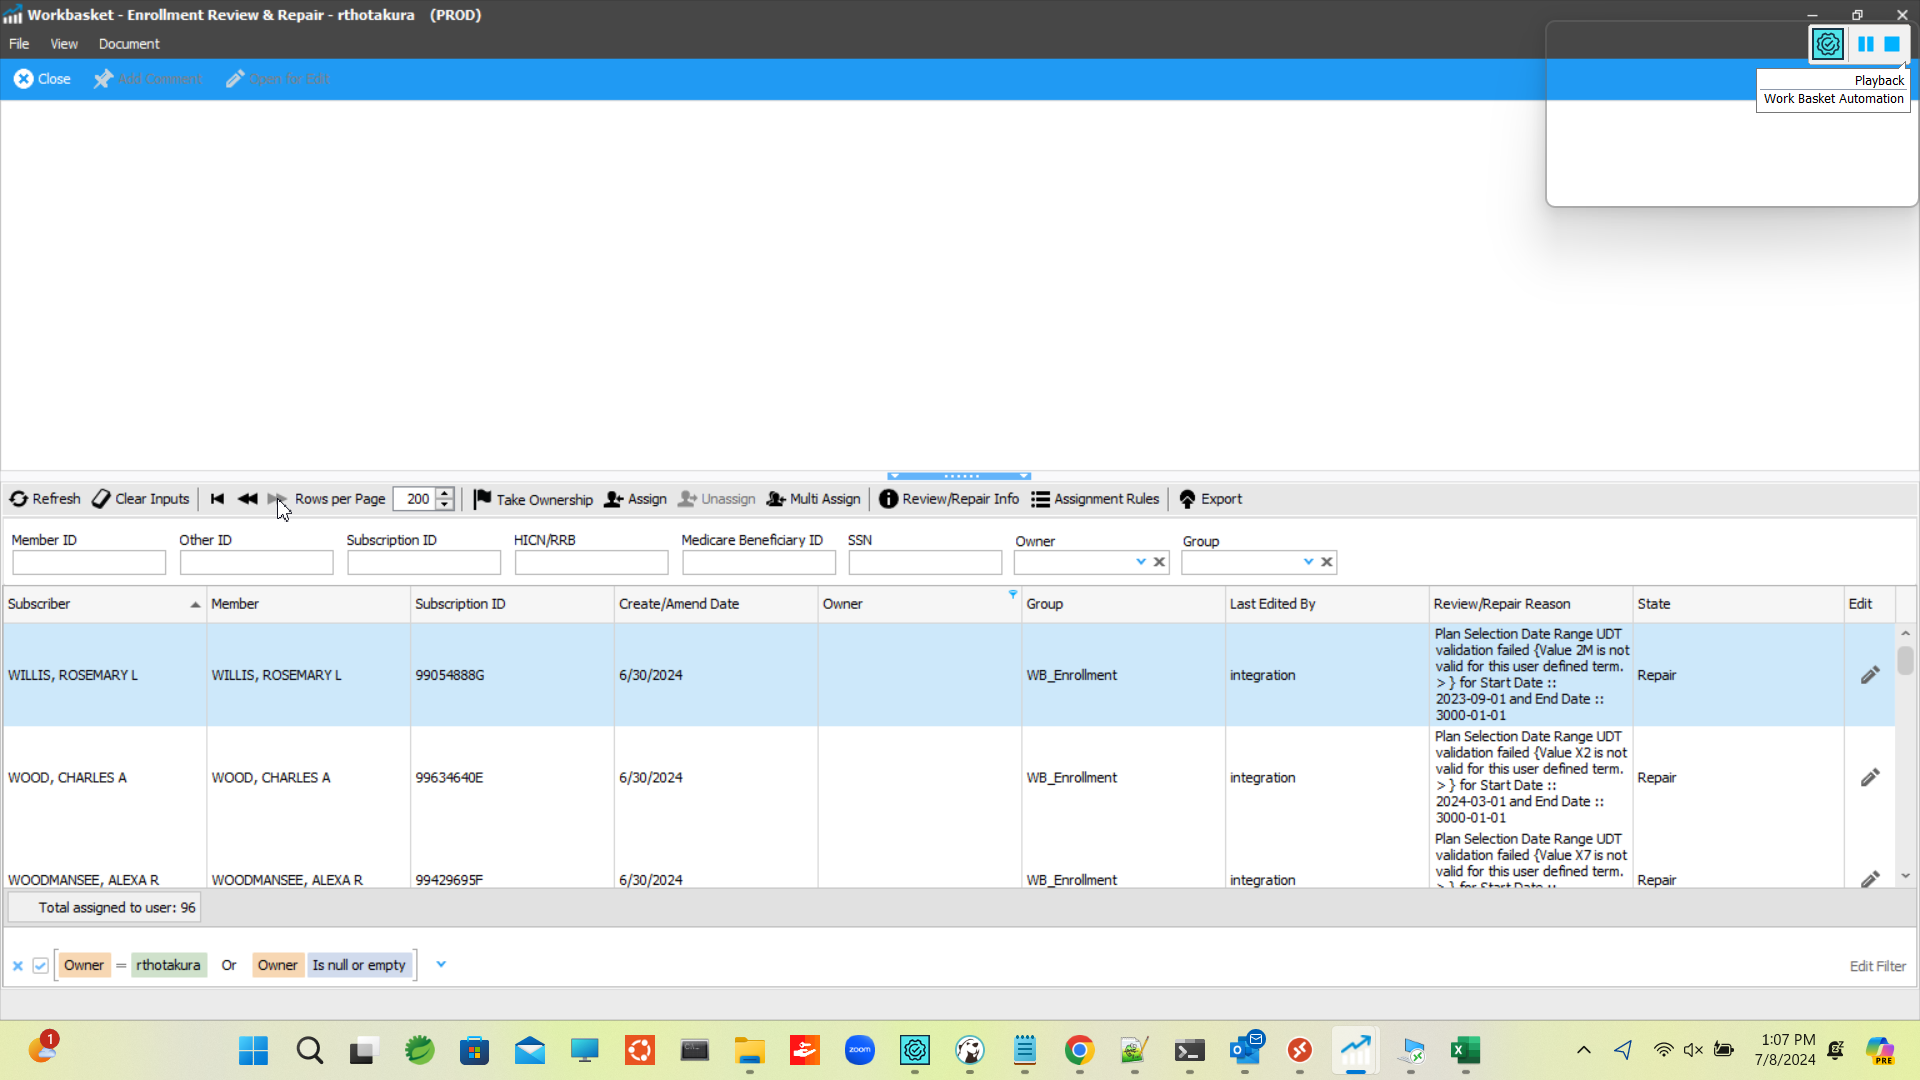 Workbasket - Enrollment Review & Repair - rthotakura (PROD)
File View Document
Close Add Comment Open for Edit
Playback
Work Basket Automation
Refresh Clear Inputs Rows per Page 200 Take Ownership Assign Unassign Multi Assign Review/Repair Info Assignment Rules Export
Member ID Other ID Subscription ID HICN/RRB Medicare Beneficiary ID SSN Owner Group
Subscriber Member Subscription ID Create/Amend Date Owner Group Last Edited By Review/Repair Reason State Edit
WILLIS, ROSEMARY L WILLIS, ROSEMARY L 99054888G 6/30/2024 WB_Enrollment integration Repair
Plan Selection Date Range UDT
validation failed {Value 2M is not
valid for this user defined term.
> } for Start Date ::
2023-09-01 and End Date ::
3000-01-01
WOOD, CHARLES A WOOD, CHARLES A 99634640E 6/30/2024 WB_Enrollment integration Repair
Plan Selection Date Range UDT
validation failed {Value X2 is not
valid for this user defined term.
> } for Start Date ::
2024-03-01 and End Date ::
3000-01-01
WOODMANSEE, ALEXA R WOODMANSEE, ALEXA R 99429695F 6/30/2024 WB_Enrollment integration Repair
Plan Selection Date Range UDT
validation failed {Value X7 is not
valid for this user defined term.
> } for Start Date ::
Total assigned to user: 96
Owner = rthotakura Or Owner Is null or empty
Edit Filter
1
zoom
1:07 PM
7/8/2024
PRE